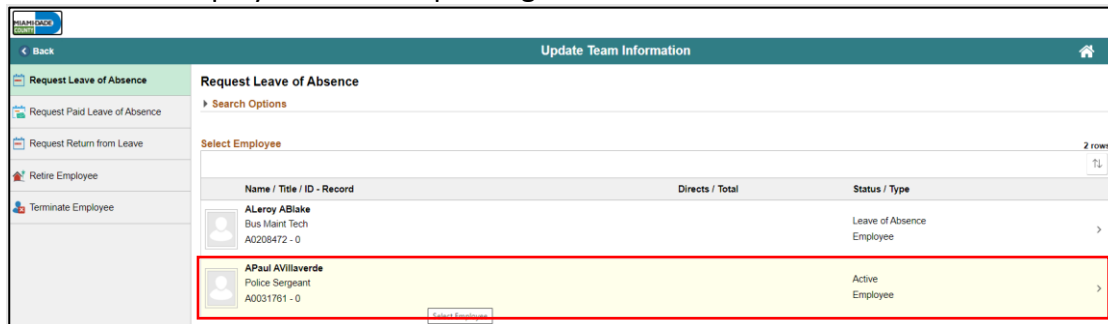 MIAMI-DADE
COUNTY
Back
Update Team Information
Request Leave of Absence
Request Paid Leave of Absence
Request Return from Leave
Retire Employee
Terminate Employee
Request Leave of Absence
Search Options
Select Employee
2 rows
Name / Title / ID - Record Directs / Total Status / Type
ALeroy ABlake
Bus Maint Tech
A0208472 - 0
Leave of Absence
Employee
APaul AVillaverde
Police Sergeant
A0031761 - 0
Active
Employee
Select Employee